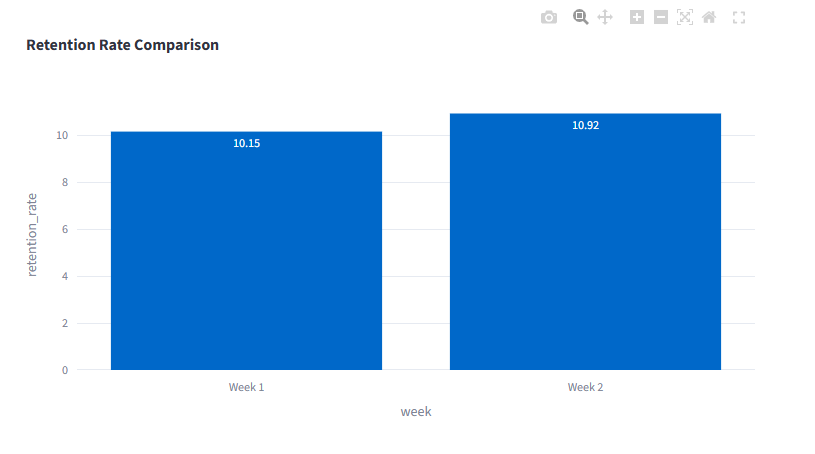 Retention Rate Comparison
10.15
10.92
10
8
6
4
2
0
retention_rate
Week 1
Week 2
week